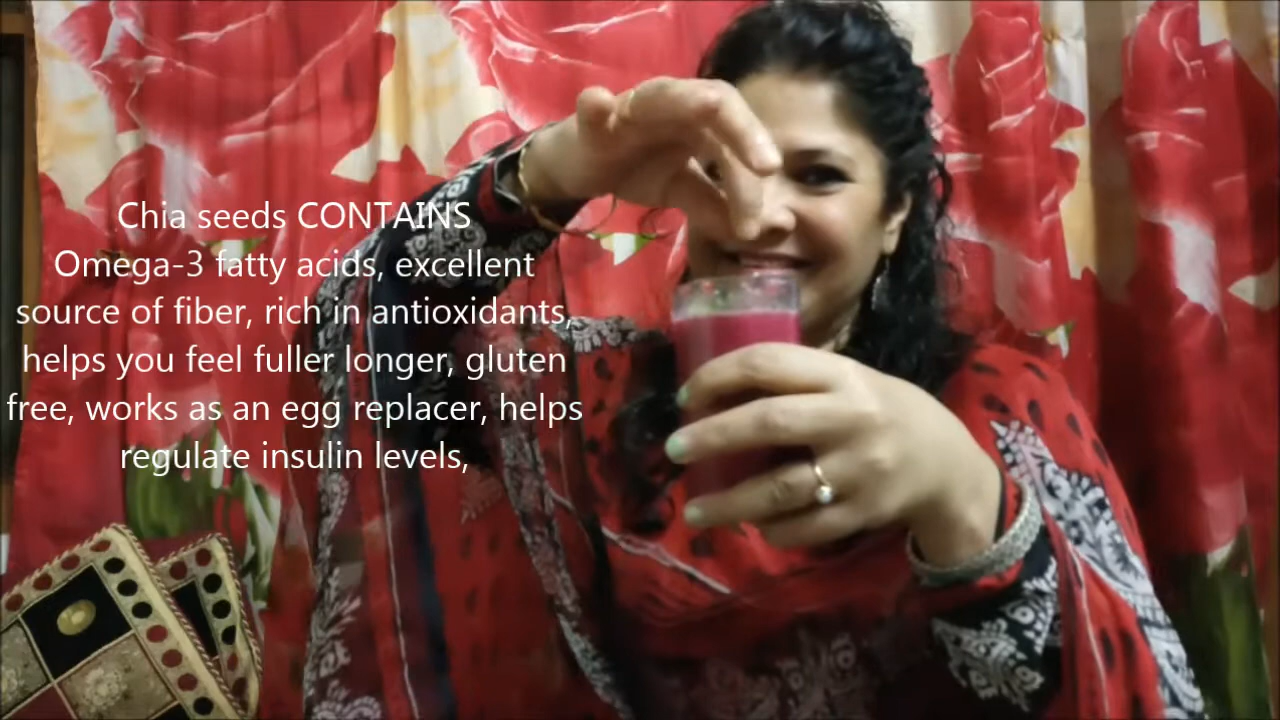 Chia seeds CONTAINS
Omega-3 fatty acids, excellent
source of fiber, rich in antioxidants,
helps you feel fuller longer, gluten
free, works as an egg replacer, helps
regulate insulin levels,